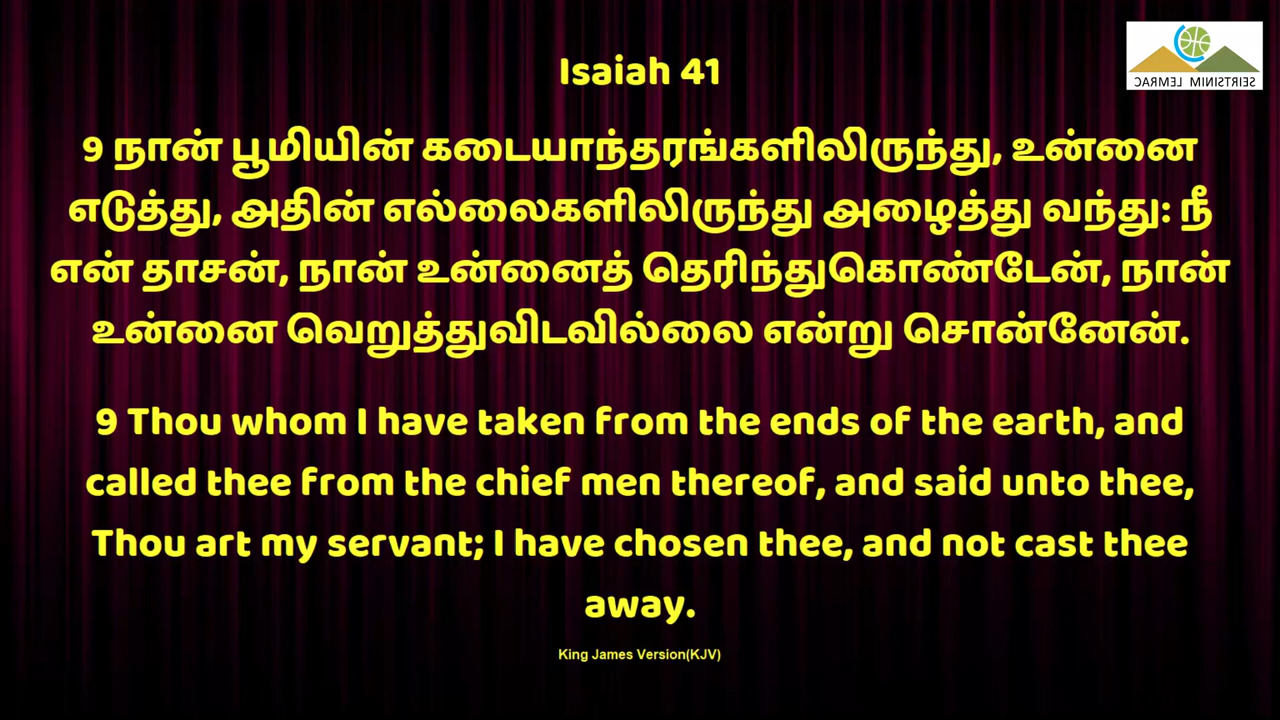 Isaiah 41
CARMEL MINISTRIES
9 நான் பூமியின் கடையாந்தரங்களிலிருந்து, உன்னை
எடுத்து, அதின் எல்லைகளிலிருந்து அழைத்து வந்து: நீ
என் தாசன், நான் உன்னைத் தெரிந்துகொண்டேன், நான்
உன்னை வெறுத்துவிடவில்லை என்று சொன்னேன்.
9 Thou whom I have taken from the ends of the earth, and
called thee from the chief men thereof, and said unto thee,
Thou art my servant; I have chosen thee, and not cast thee
away.
King James Version(KJV)